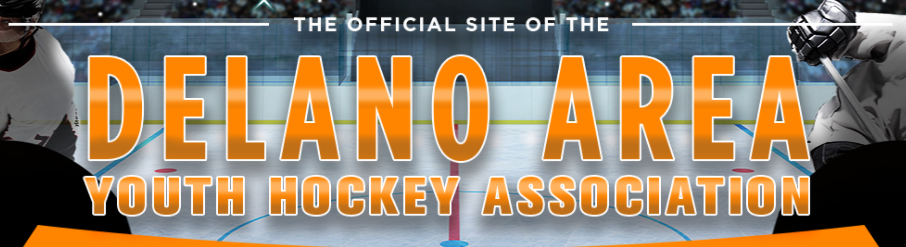 THE OFFICIAL SITE OF THE
DELANO AREA
YOUTH HOCKEY ASSOCIATION